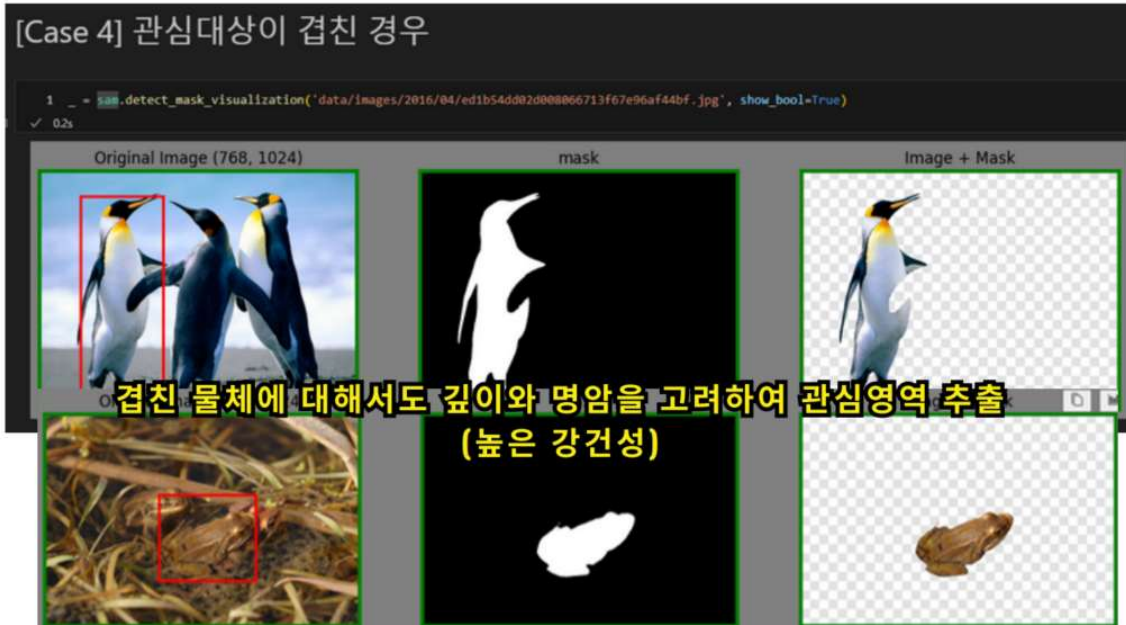 [Case 4] 관심대상이 겹친 경우
1 _ = sam.detect_mask_visualization('data/images/2016/04/ed1b54dd02d008066713f67e96af44bf.jpg', show_bool=True)
✓ 0.2s
Original Image (768, 1024) mask Image + Mask
겹친 물체에 대해서도 깊이와 명암을 고려하여 관심영역 추출
(높은 강건성)